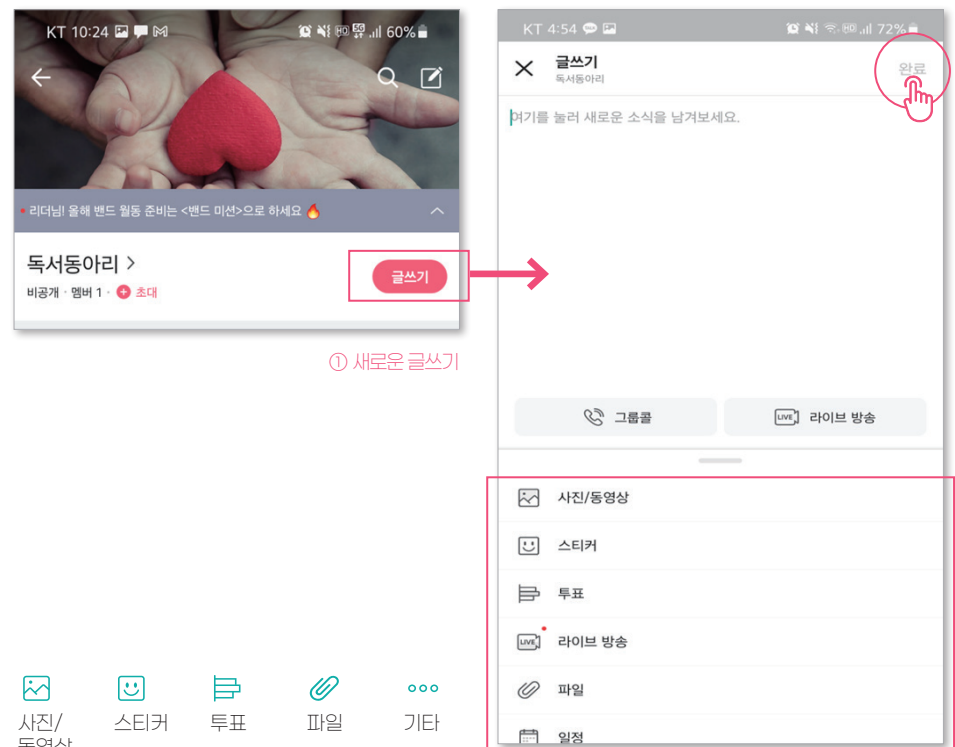 KT 10:24 60%
• 리더님! 올해 밴드 월동 준비는 <밴드 미션>으로 하세요
독서동아리 >
비공개 · 멤버 1 · 초대
글쓰기
① 새로운 글쓰기
사진/
동영상
스티커
투표
파일
기타
KT 4:54 72%
글쓰기
독서동아리
완료
여기를 눌러 새로운 소식을 남겨보세요.
그룹콜
LIVE 라이브 방송
사진/동영상
스티커
투표
LIVE 라이브 방송
파일
일정